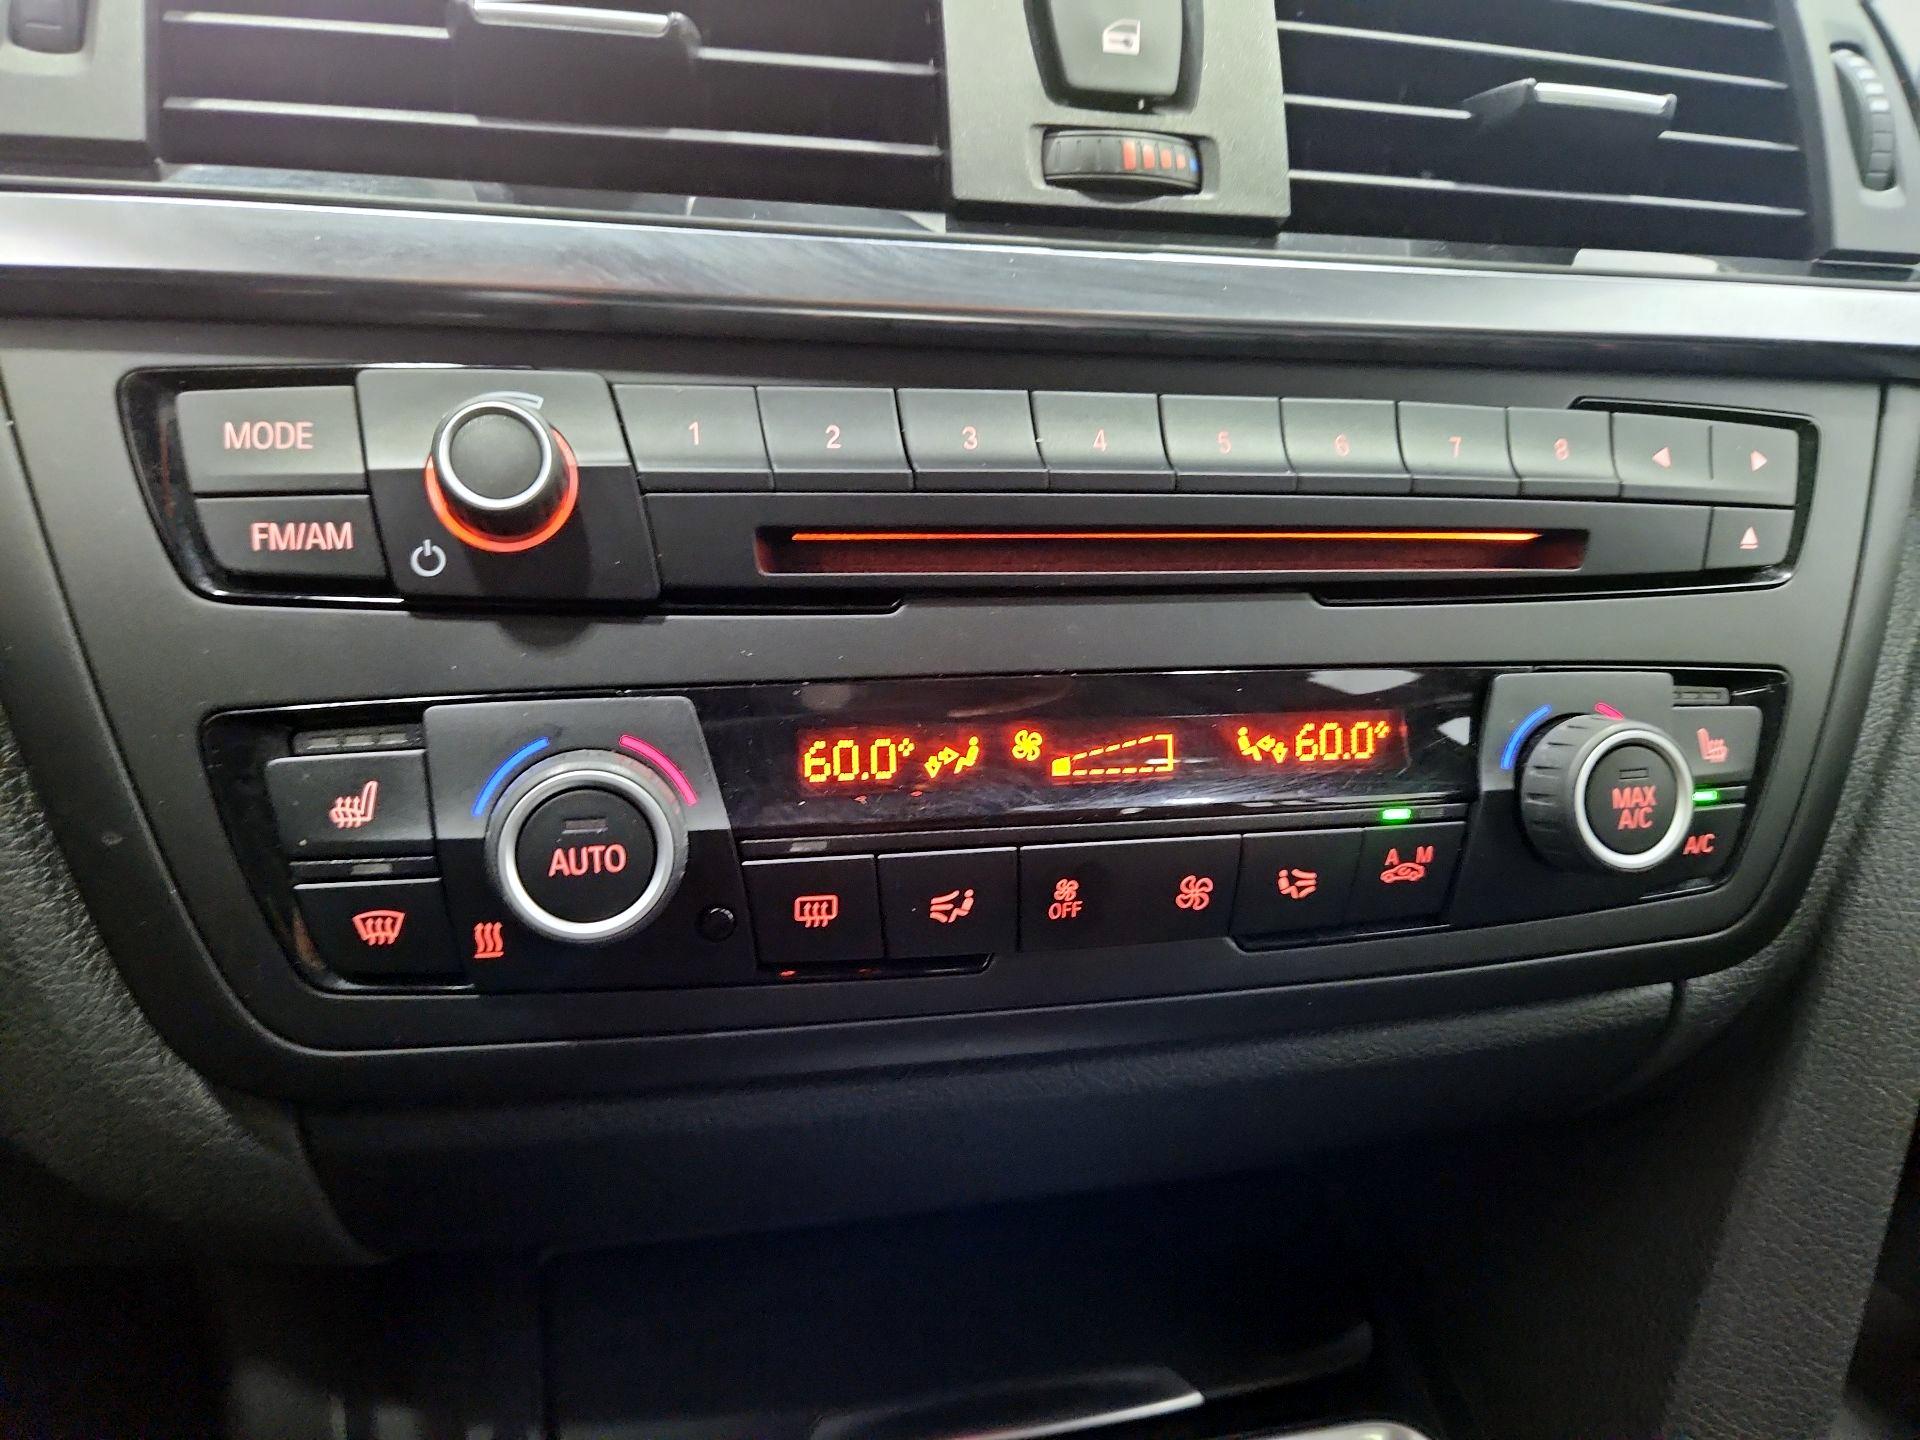 MODE 1 2 3 4 5 6 7 8
FM/AM
60.0° 60.0°
MAX
A/C
AUTO
OFF
A M
A/C